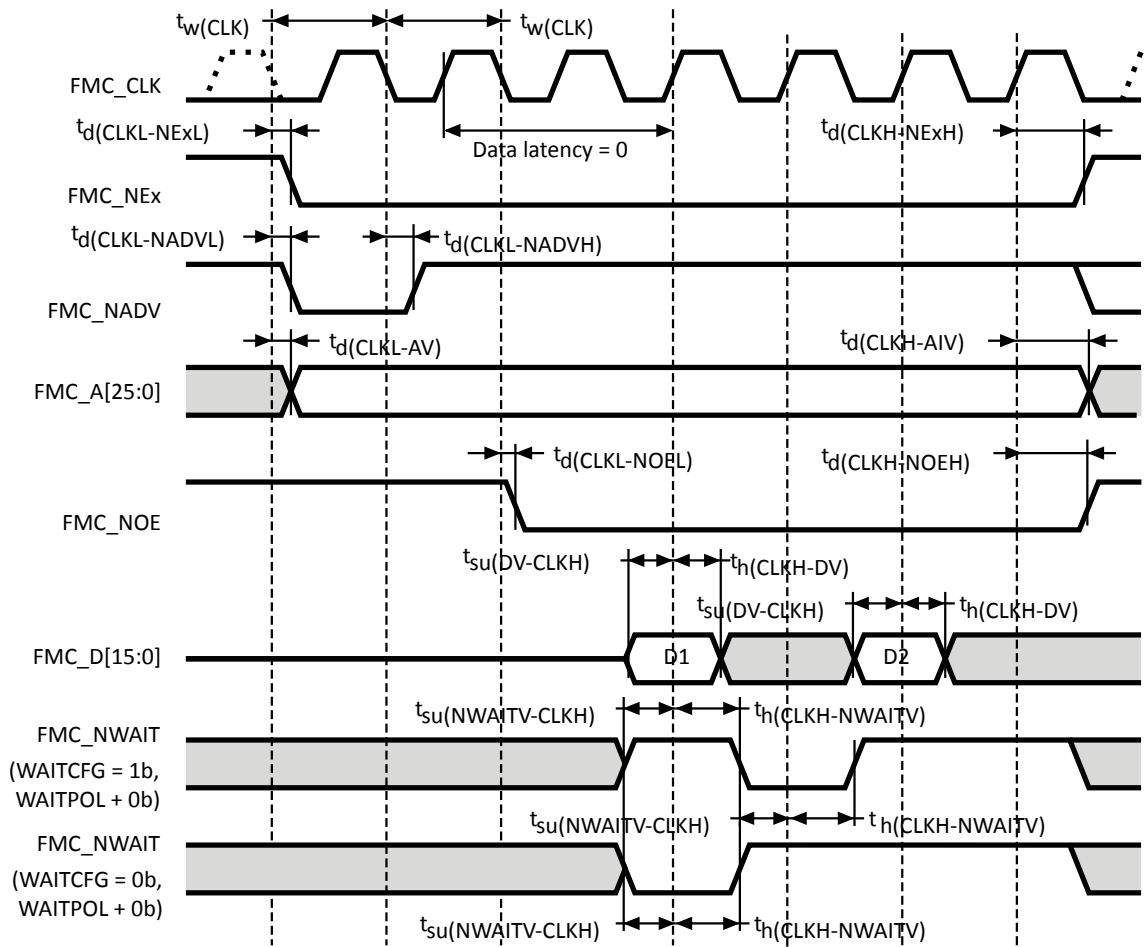 tw(CLK) tw(CLK)
FMC_CLK
td(CLKL-NExL) Data latency = 0 td(CLKH-NExH)
FMC_NEx
td(CLKL-NADVL) td(CLKL-NADVH)
FMC_NADV
td(CLKL-AV) td(CLKH-AIV)
FMC_A[25:0]
td(CLKL-NOEL) td(CLKH-NOEH)
FMC_NOE
tsu(DV-CLKH) th(CLKH-DV)
tsu(DV-CLKH) th(CLKH-DV)
FMC_D[15:0] D1 D2
tsu(NWAITV-CLKH) th(CLKH-NWAITV)
FMC_NWAIT
(WAITCFG = 1b,
WAITPOL + 0b)
tsu(NWAITV-CLKH) th(CLKH-NWAITV)
FMC_NWAIT
(WAITCFG = 0b,
WAITPOL + 0b)
tsu(NWAITV-CLKH) th(CLKH-NWAITV)